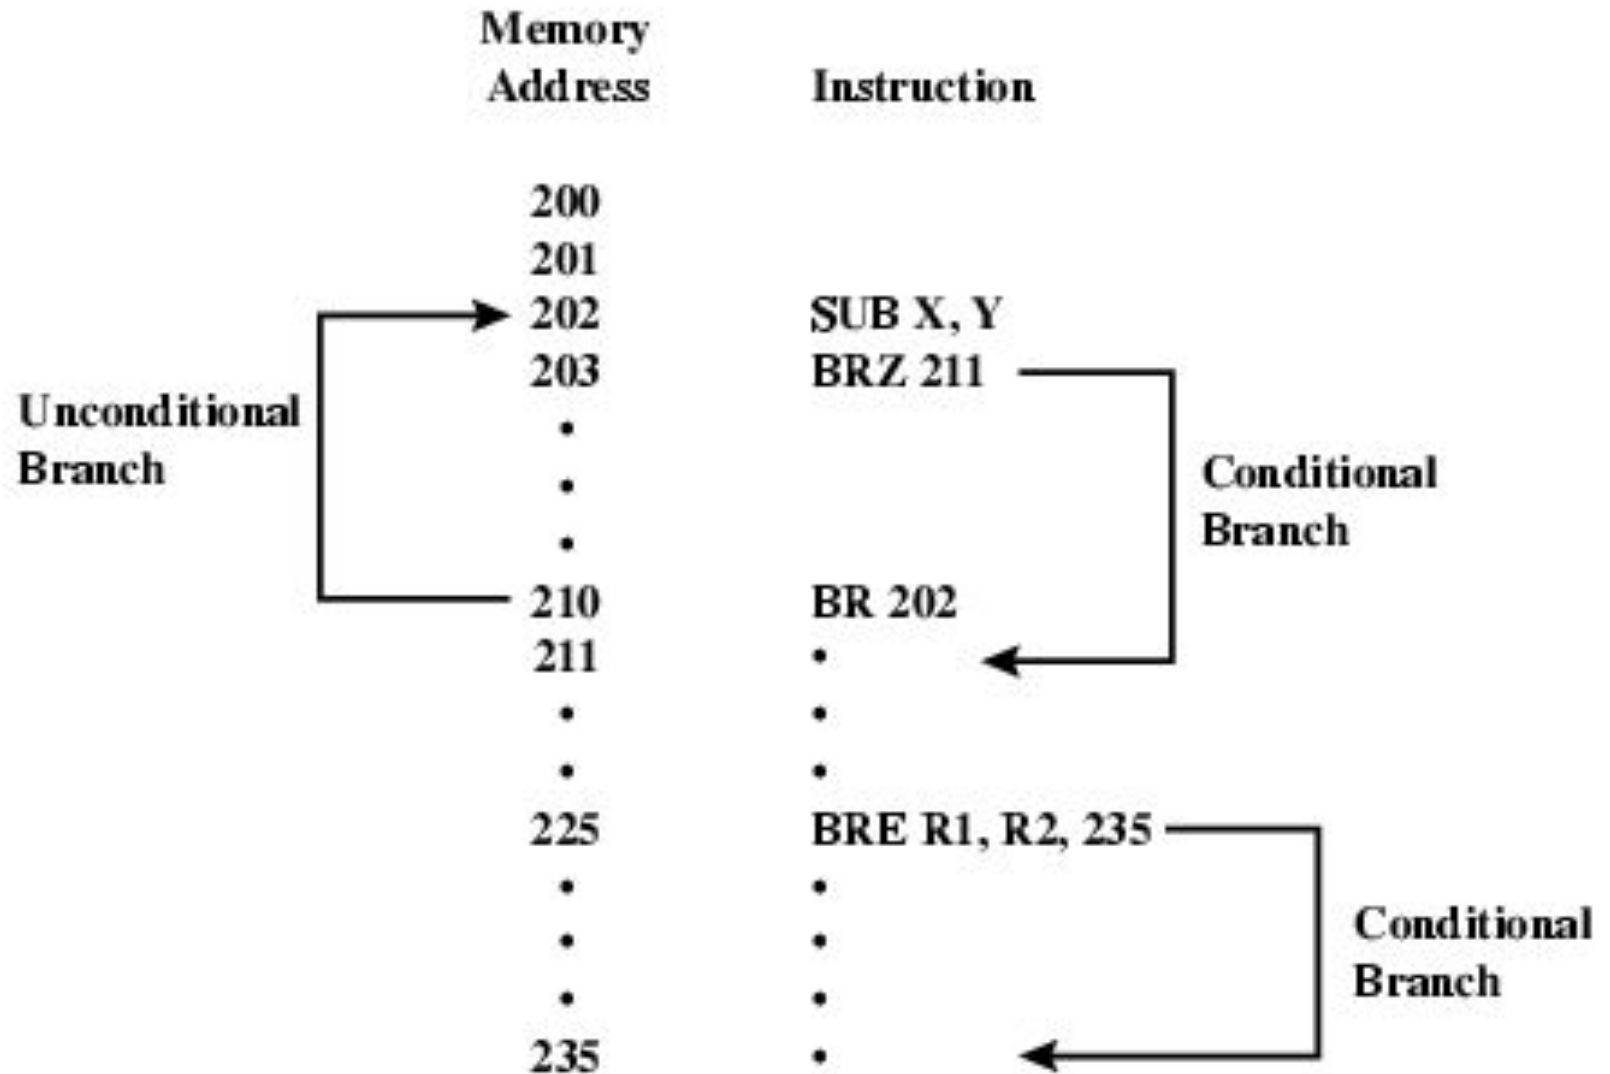 Memory
Address Instruction
200
201
202 SUB X, Y
203 BRZ 211
Unconditional
Branch
Conditional
Branch
210 BR 202
211
225 BRE R1, R2, 235
Conditional
Branch
235